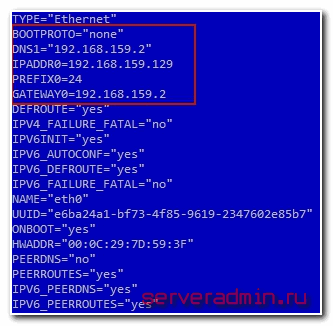 TYPE="Ethernet"
BOOTPROTO="none"
DNS1="192.168.159.2"
IPADDR0=192.168.159.129
PREFIX0=24
GATEWAY0=192.168.159.2
DEFROUTE="yes"
IPV4_FAILURE_FATAL="no"
IPV6INIT="yes"
IPV6_AUTOCONF="yes"
IPV6_DEFROUTE="yes"
IPV6_FAILURE_FATAL="no"
NAME="eth0"
UUID="e6ba24a1-bf73-4f85-9619-2347602e85b7"
ONBOOT="yes"
HWADDR="00:0C:29:7D:59:3F"
PEERDNS="no"
PEERROUTES="yes"
IPV6_PEERDNS="yes"
IPV6_PEERROUTES="yes"
serveradmin.ru